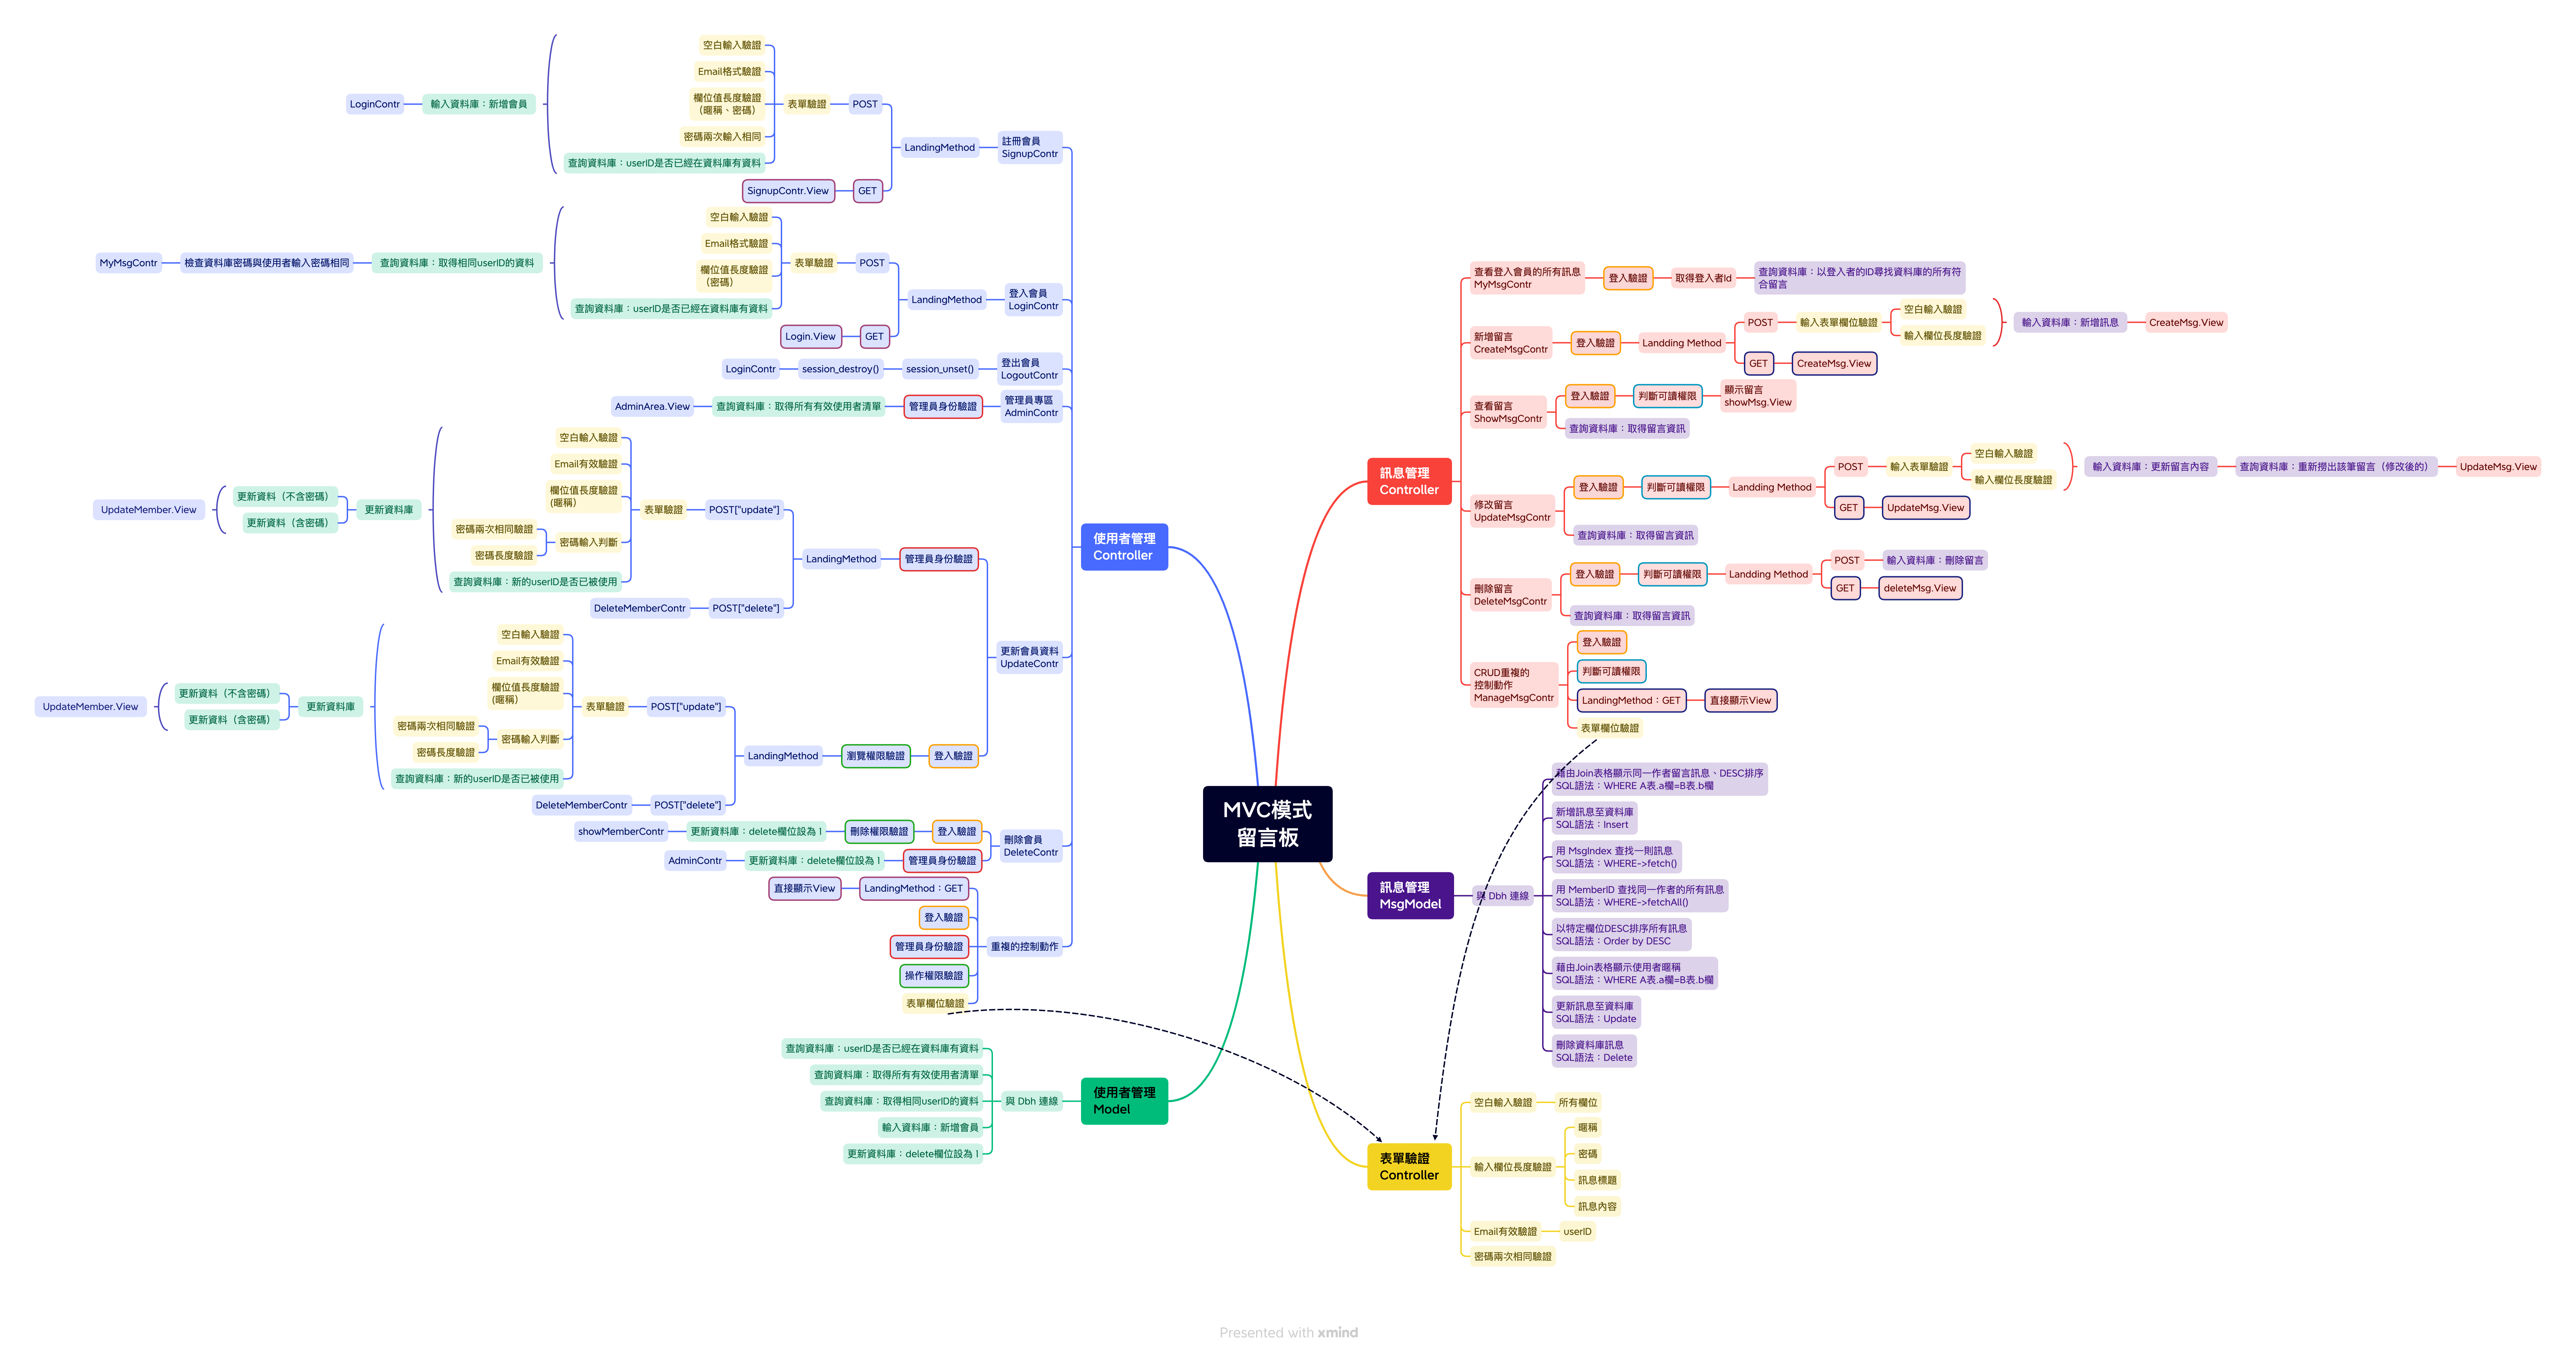 MVC模式
留言板
使用者管理
Controller
註冊會員
SignupContr
LandingMethod
POST
表單驗證
空白輸入驗證
Email格式驗證
欄位值長度驗證
（暱稱、密碼）
密碼兩次輸入相同
查詢資料庫：userID是否已經在資料庫有資料
輸入資料庫：新增會員
LoginContr
GET
SignupContr.View
登入會員
LoginContr
LandingMethod
POST
表單驗證
空白輸入驗證
Email格式驗證
欄位值長度驗證
（密碼）
查詢資料庫：userID是否已經在資料庫有資料
查詢資料庫：取得相同userID的資料
檢查資料庫密碼與使用者輸入密碼相同
MyMsgContr
GET
Login.View
登出會員
LogoutContr
session_unset()
session_destroy()
LoginContr
管理員專區
AdminContr
管理員身份驗證
查詢資料庫：取得所有有效使用者清單
AdminArea.View
更新會員資料
UpdateContr
管理員身份驗證
LandingMethod
POST["update"]
表單驗證
空白輸入驗證
Email有效驗證
欄位值長度驗證
(暱稱）
密碼輸入判斷
密碼兩次相同驗證
密碼長度驗證
查詢資料庫：新的userID是否已被使用
更新資料庫
更新資料（不含密碼）
更新資料（含密碼）
UpdateMember.View
POST["delete"]
DeleteMemberContr
登入驗證
瀏覽權限驗證
LandingMethod
POST["update"]
表單驗證
空白輸入驗證
Email有效驗證
欄位值長度驗證
(暱稱）
密碼輸入判斷
密碼兩次相同驗證
密碼長度驗證
查詢資料庫：新的userID是否已被使用
更新資料庫
更新資料（不含密碼）
更新資料（含密碼）
UpdateMember.View
POST["delete"]
DeleteMemberContr
刪除會員
DeleteContr
登入驗證
刪除權限驗證
更新資料庫：delete欄位設為 1
showMemberContr
管理員身份驗證
更新資料庫：delete欄位設為 1
AdminContr
重複的控制動作
LandingMethod：GET
直接顯示View
登入驗證
管理員身份驗證
操作權限驗證
表單欄位驗證
使用者管理
Model
與 Dbh 連線
查詢資料庫：userID是否已經在資料庫有資料
查詢資料庫：取得所有有效使用者清單
查詢資料庫：取得相同userID的資料
輸入資料庫：新增會員
更新資料庫：delete欄位設為 1
訊息管理
Controller
查看登入會員的所有訊息
MyMsgContr
登入驗證
取得登入者Id
查詢資料庫：以登入者的ID尋找資料庫的所有符
合留言
新增留言
CreateMsgContr
登入驗證
Landding Method
POST
輸入表單欄位驗證
空白輸入驗證
輸入欄位長度驗證
輸入資料庫：新增訊息
CreateMsg.View
GET
CreateMsg.View
查看留言
ShowMsgContr
登入驗證
判斷可讀權限
顯示留言
showMsg.View
查詢資料庫：取得留言資訊
修改留言
UpdateMsgContr
登入驗證
判斷可讀權限
Landding Method
POST
輸入表單驗證
空白輸入驗證
輸入欄位長度驗證
輸入資料庫：更新留言內容
查詢資料庫：重新撈出該筆留言（修改後的）
UpdateMsg.View
GET
UpdateMsg.View
查詢資料庫：取得留言資訊
刪除留言
DeleteMsgContr
登入驗證
判斷可讀權限
Landding Method
POST
輸入資料庫：刪除留言
GET
deleteMsg.View
查詢資料庫：取得留言資訊
CRUD重複的
控制動作
ManageMsgContr
登入驗證
判斷可讀權限
LandingMethod：GET
直接顯示View
表單欄位驗證
訊息管理
MsgModel
與 Dbh 連線
藉由Join表格顯示同一作者留言訊息、DESC排序
SQL語法：WHERE A表.a欄=B表.b欄
新增訊息至資料庫
SQL語法：Insert
用 MsgIndex 查找一則訊息
SQL語法：WHERE->fetch()
用 MemberID 查找同一作者的所有訊息
SQL語法：WHERE->fetchAll()
以特定欄位DESC排序所有訊息
SQL語法：Order by DESC
藉由Join表格顯示使用者暱稱
SQL語法：WHERE A表.a欄=B表.b欄
更新訊息至資料庫
SQL語法：Update
刪除資料庫訊息
SQL語法：Delete
表單驗證
Controller
空白輸入驗證
所有欄位
輸入欄位長度驗證
暱稱
密碼
訊息標題
訊息內容
Email有效驗證
userID
密碼兩次相同驗證
Presented with xmind